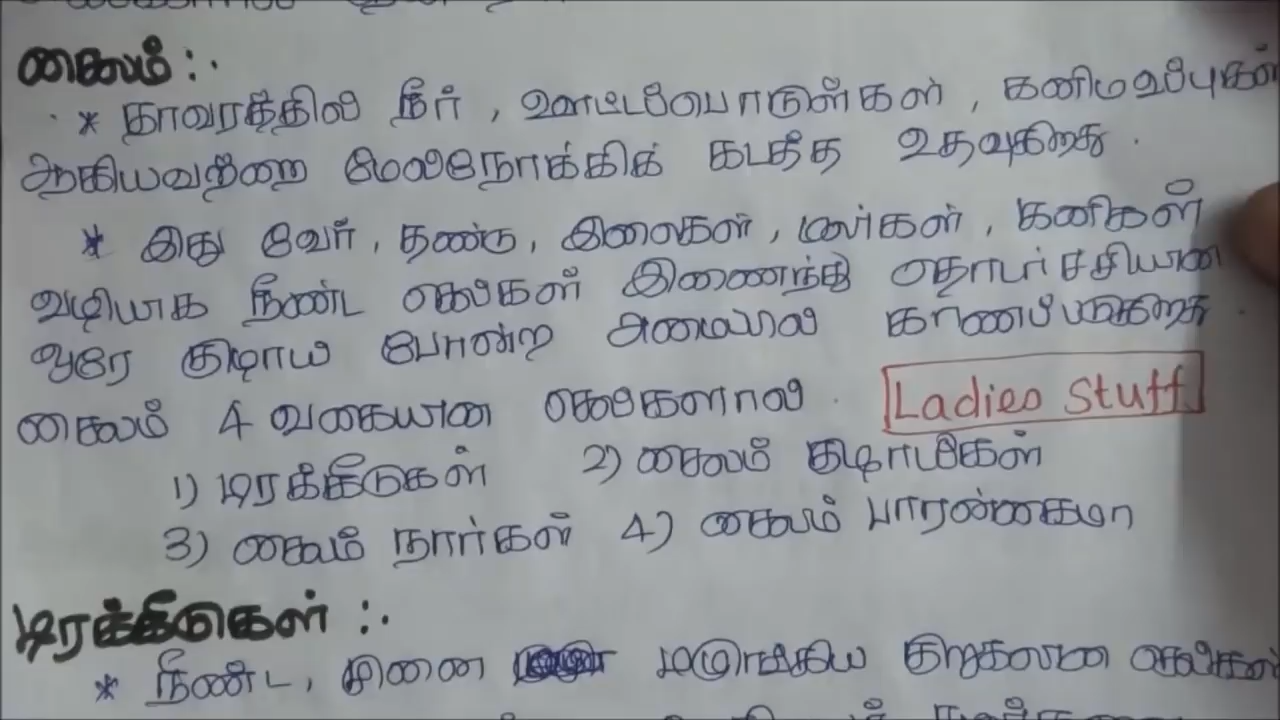 சைலம் :-
* தாவரத்தில் நீர் , ஊட்டப்பொருள்கள் , கனிம உப்புகள்
ஆகியவற்றை மேல்நோக்கிக் கடத்த உதவுகிறது .
* இது வேர் , தண்டு , இலைகள் , மலர்கள் , கனிகள்
வழியாக நீண்ட செல்கள் இணைந்து தொடர்ச்சியான
ஒரே குழாய் போன்ற அமைப்பால் காணப்படுகிறது .
சைலம் 4 வகையான செல்களால் .
Ladies Stuff
1) டிரக்கீடுகள் 2) சைலம் குழாய்கள்
3) சைலம் நார்கள் 4) சைலம் பாரன்கைமா
டிரக்கீடுகள் :-
* நீண்ட , சிறுகலான செல்கள்